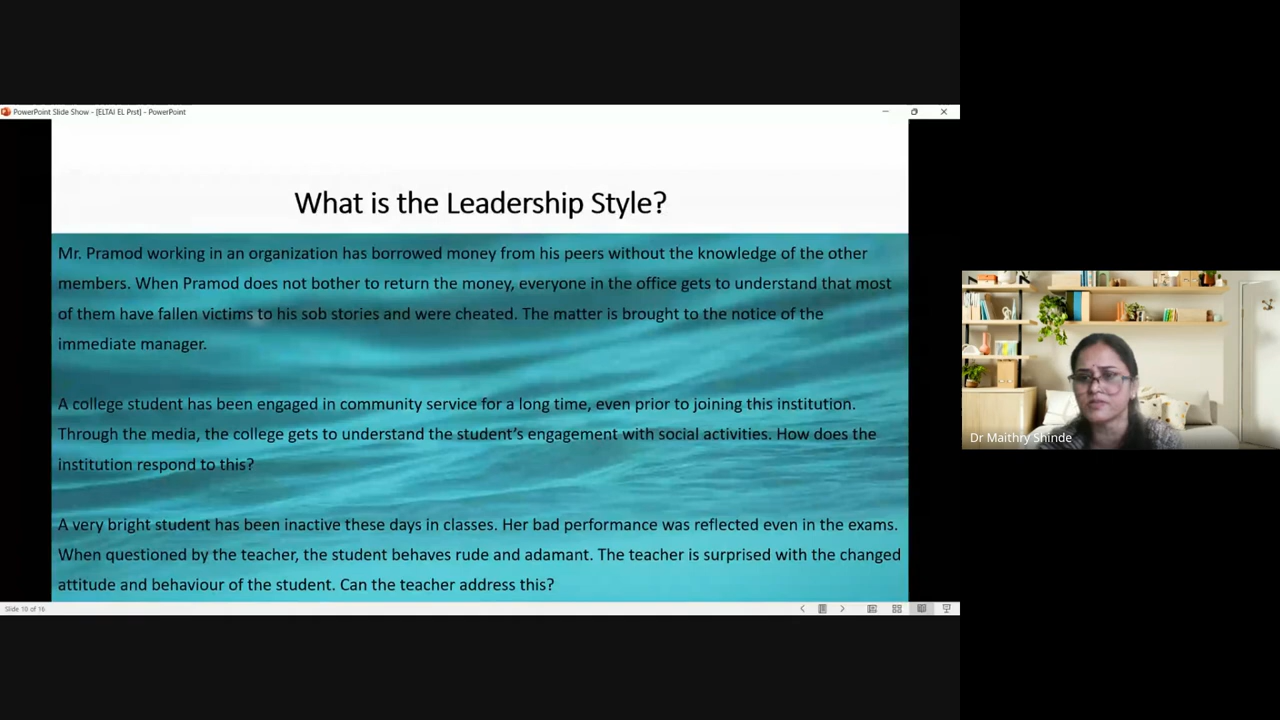 PowerPoint Slide Show - [ELTAI EL Prst] - PowerPoint
What is the Leadership Style?
Mr. Pramod working in an organization has borrowed money from his peers without the knowledge of the other
members. When Pramod does not bother to return the money, everyone in the office gets to understand that most
of them have fallen victims to his sob stories and were cheated. The matter is brought to the notice of the
immediate manager.
A college student has been engaged in community service for a long time, even prior to joining this institution.
Through the media, the college gets to understand the student's engagement with social activities. How does the
institution respond to this?
A very bright student has been inactive these days in classes. Her bad performance was reflected even in the exams.
When questioned by the teacher, the student behaves rude and adamant. The teacher is surprised with the changed
attitude and behaviour of the student. Can the teacher address this?
Slide 10 of 16
Dr Maithry Shinde